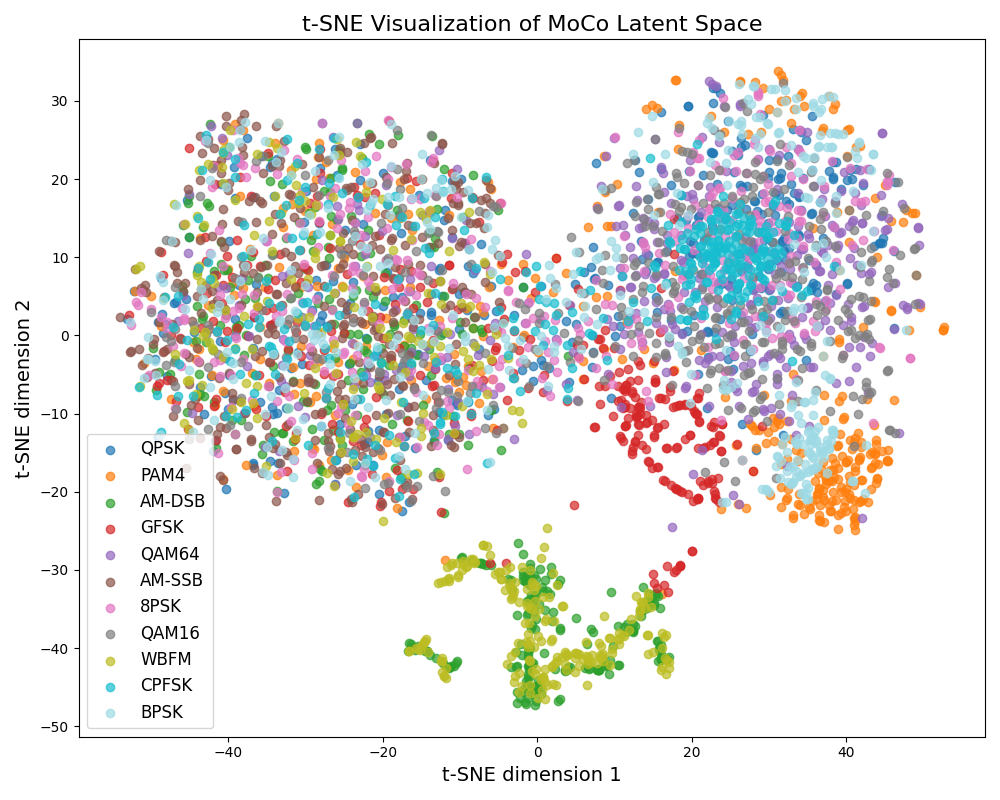 t-SNE Visualization of MoCo Latent Space
t-SNE dimension 2
30
20
10
0
−10
−20
−30
−40
−50
QPSK
PAM4
AM-DSB
GFSK
QAM64
AM-SSB
8PSK
QAM16
WBFM
CPFSK
BPSK
−40
−20
0
20
40
t-SNE dimension 1